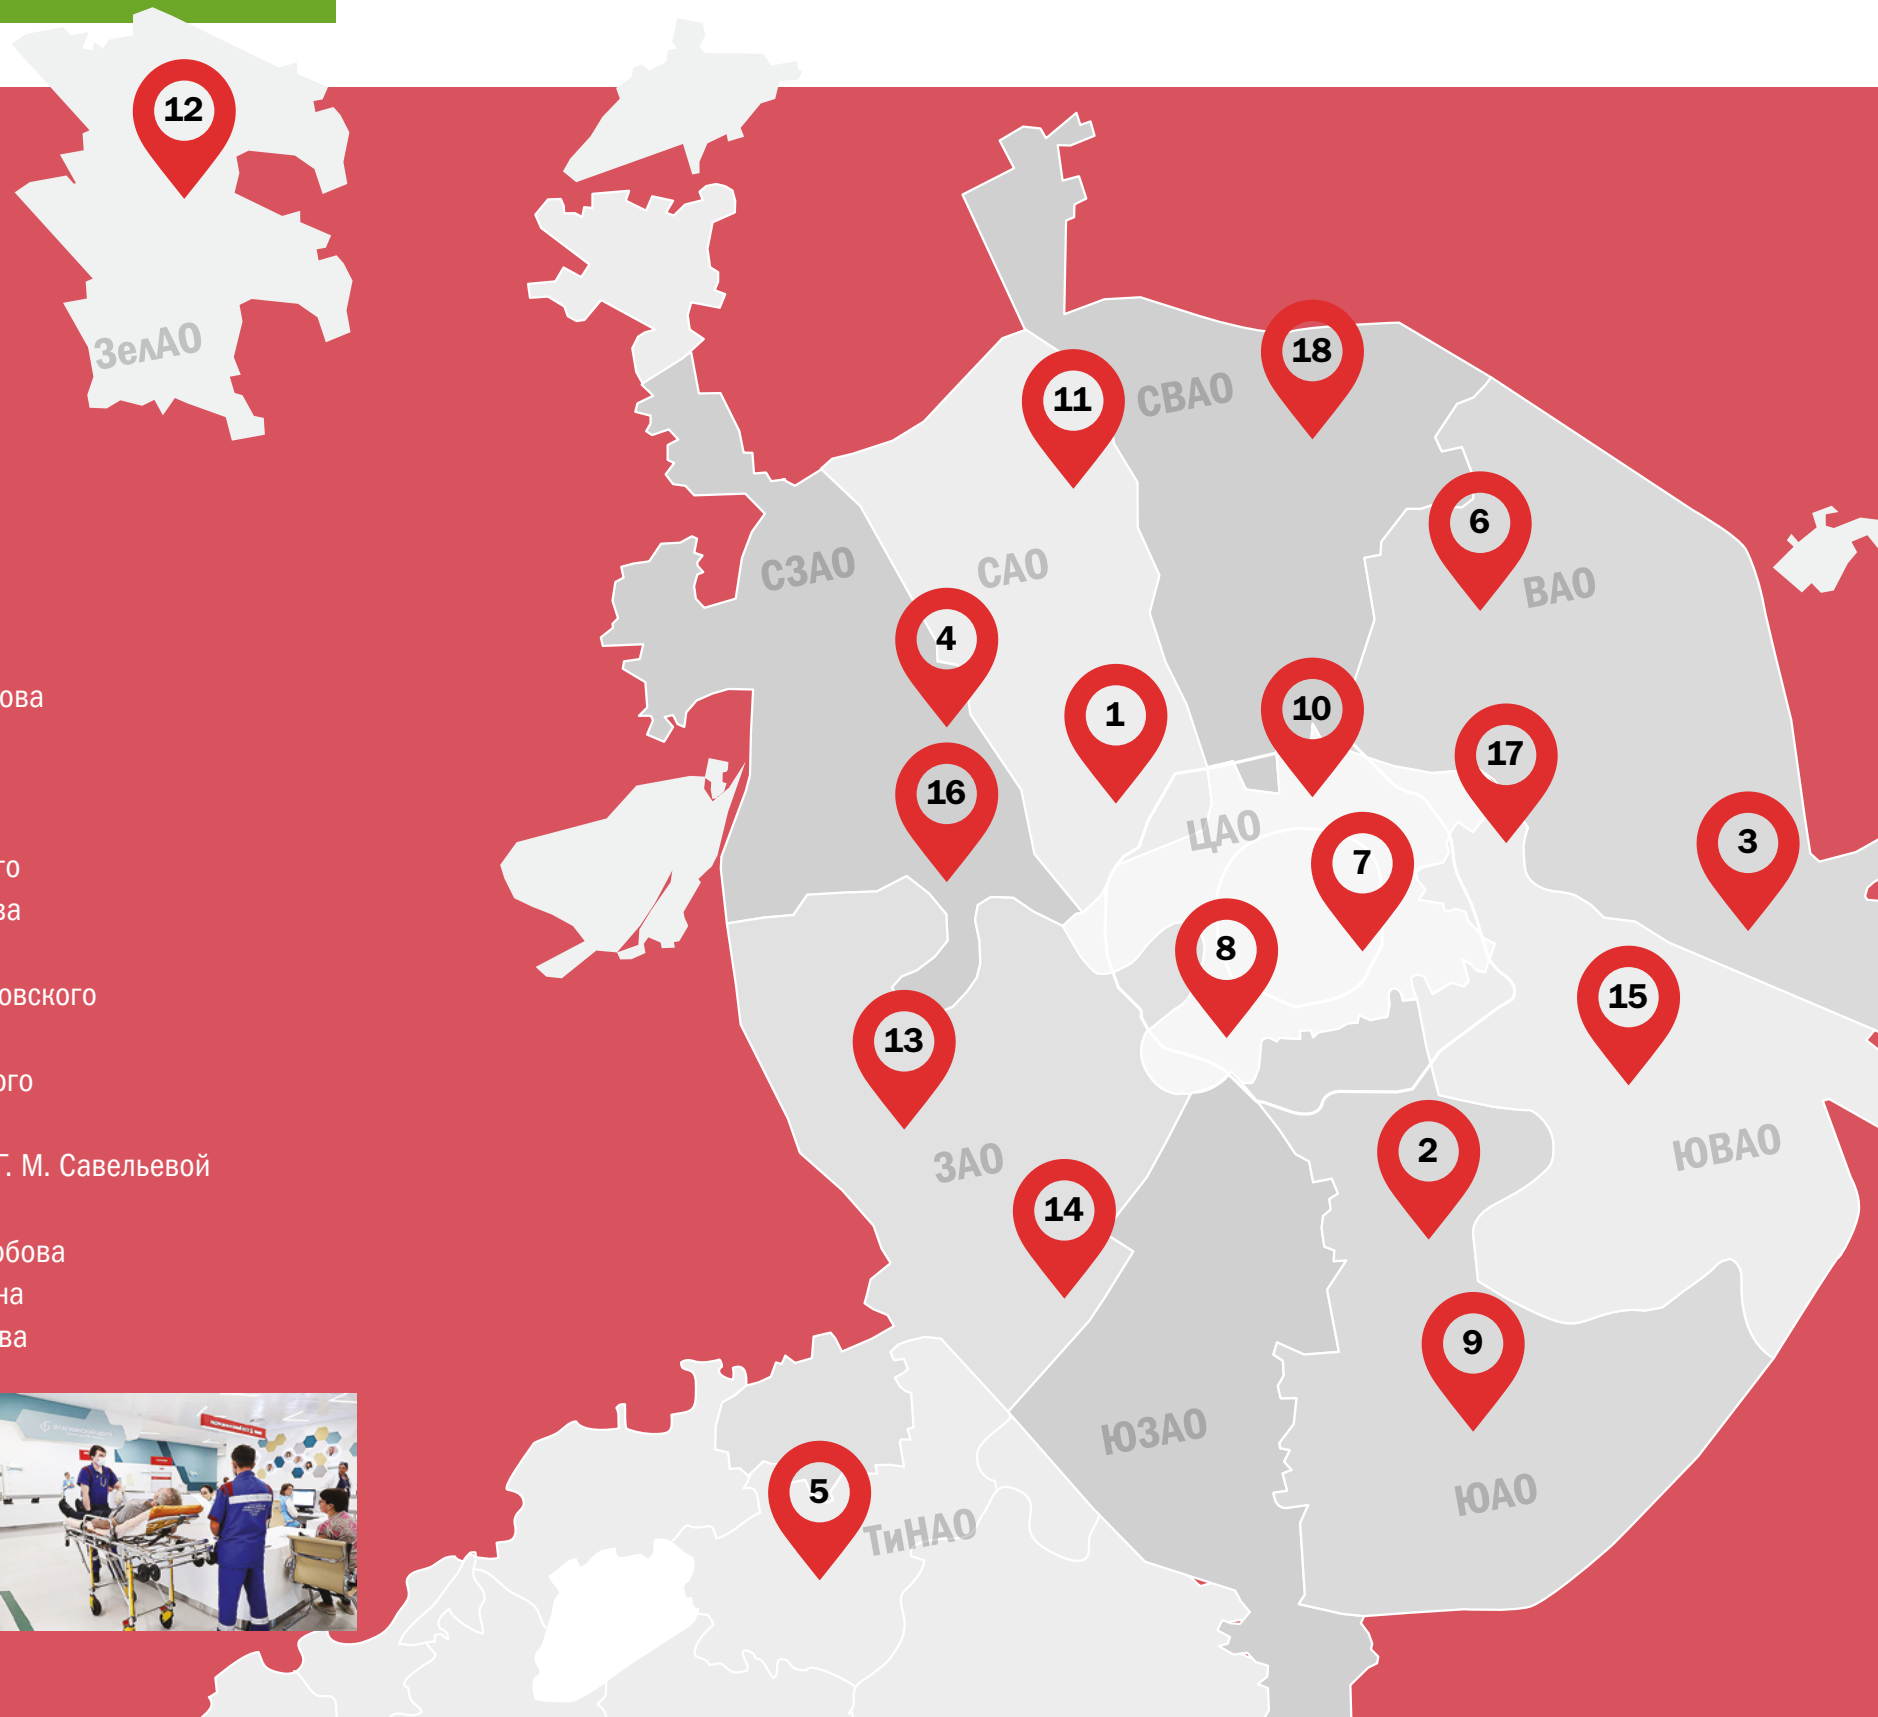 12
ЗелАО
18
11
СВАО
6
СЗАО
САО
ВАО
4
ова
1
10
17
16
ЦАО
3
7
го
ва
8
15
овского
13
ого
2
ЮВАО
ЗАО
Г. М. Савельевой
14
обова
на
ва
9
ЮЗАО
5
ЮАО
ТиНАО